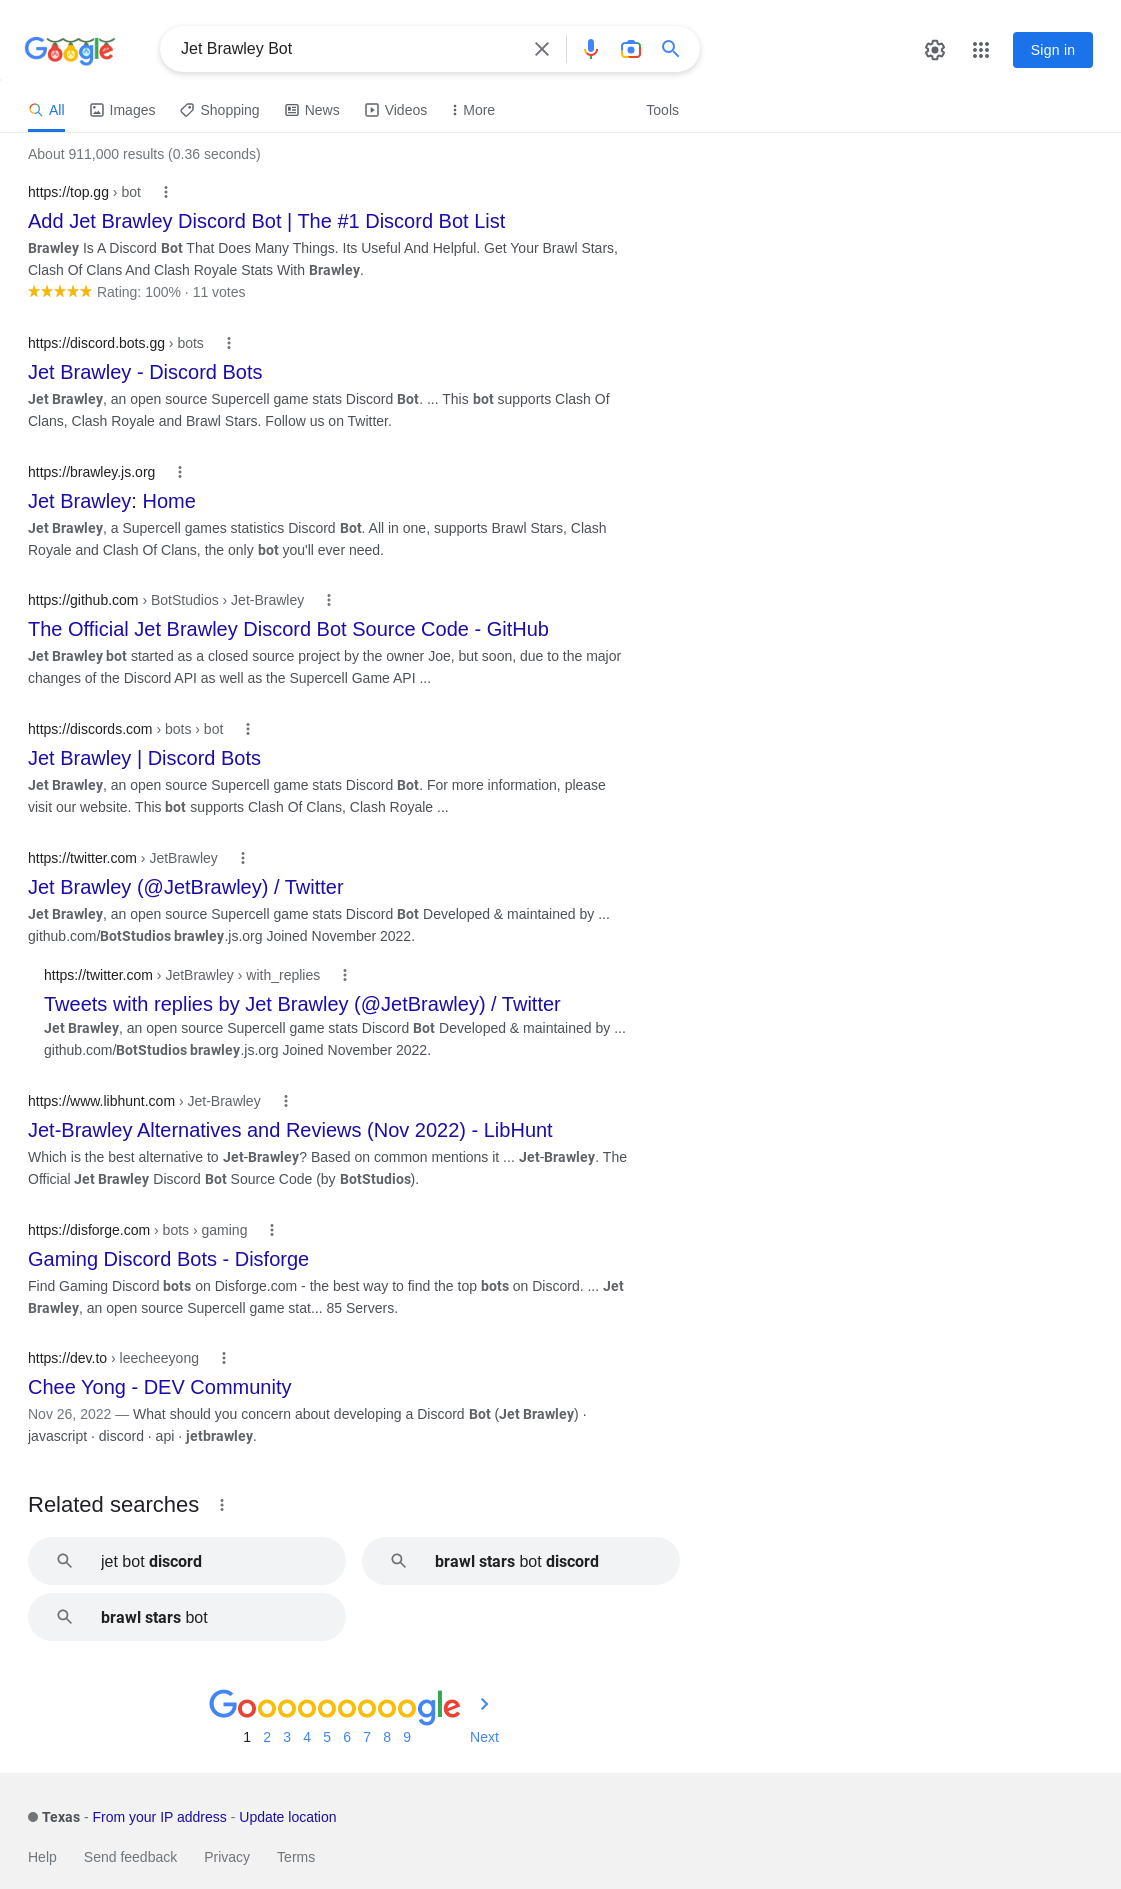 Google
Jet Brawley Bot
Sign in
All Images Shopping News Videos More Tools
About 911,000 results (0.36 seconds)
https://top.gg › bot
Add Jet Brawley Discord Bot | The #1 Discord Bot List
Brawley Is A Discord Bot That Does Many Things. Its Useful And Helpful. Get Your Brawl Stars,
Clash Of Clans And Clash Royale Stats With Brawley.
Rating: 100% · 11 votes
https://discord.bots.gg › bots
Jet Brawley - Discord Bots
Jet Brawley, an open source Supercell game stats Discord Bot. ... This bot supports Clash Of
Clans, Clash Royale and Brawl Stars. Follow us on Twitter.
https://brawley.js.org
Jet Brawley: Home
Jet Brawley, a Supercell games statistics Discord Bot. All in one, supports Brawl Stars, Clash
Royale and Clash Of Clans, the only bot you'll ever need.
https://github.com › BotStudios › Jet-Brawley
The Official Jet Brawley Discord Bot Source Code - GitHub
Jet Brawley bot started as a closed source project by the owner Joe, but soon, due to the major
changes of the Discord API as well as the Supercell Game API ...
https://discords.com › bots › bot
Jet Brawley | Discord Bots
Jet Brawley, an open source Supercell game stats Discord Bot. For more information, please
visit our website. This bot supports Clash Of Clans, Clash Royale ...
https://twitter.com › JetBrawley
Jet Brawley (@JetBrawley) / Twitter
Jet Brawley, an open source Supercell game stats Discord Bot Developed & maintained by ...
github.com/BotStudios brawley.js.org Joined November 2022.
https://twitter.com › JetBrawley › with_replies
Tweets with replies by Jet Brawley (@JetBrawley) / Twitter
Jet Brawley, an open source Supercell game stats Discord Bot Developed & maintained by ...
github.com/BotStudios brawley.js.org Joined November 2022.
https://www.libhunt.com › Jet-Brawley
Jet-Brawley Alternatives and Reviews (Nov 2022) - LibHunt
Which is the best alternative to Jet-Brawley? Based on common mentions it ... Jet-Brawley. The
Official Jet Brawley Discord Bot Source Code (by BotStudios).
https://disforge.com › bots › gaming
Gaming Discord Bots - Disforge
Find Gaming Discord bots on Disforge.com - the best way to find the top bots on Discord. ... Jet
Brawley, an open source Supercell game stat... 85 Servers.
https://dev.to › leecheeyong
Chee Yong - DEV Community
Nov 26, 2022 — What should you concern about developing a Discord Bot (Jet Brawley) ·
javascript · discord · api · jetbrawley.
Related searches
jet bot discord
brawl stars bot discord
brawl stars bot
Gooooooooogle
1 2 3 4 5 6 7 8 9 Next
Texas - From your IP address - Update location
Help Send feedback Privacy Terms